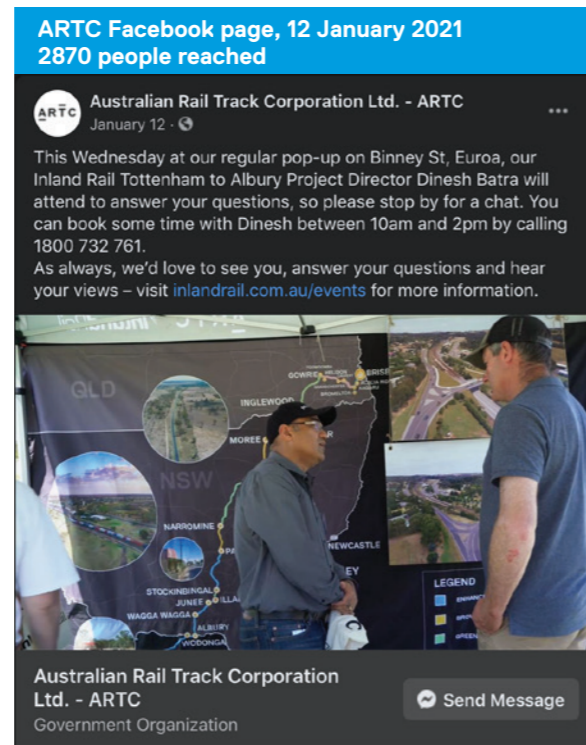 ARTC Facebook page, 12 January 2021
2870 people reached
ARTC
Australian Rail Track Corporation Ltd. - ARTC
January 12 ·
This Wednesday at our regular pop-up on Binney St, Euroa, our
Inland Rail Tottenham to Albury Project Director Dinesh Batra will
attend to answer your questions, so please stop by for a chat. You
can book some time with Dinesh between 10am and 2pm by calling
1800 732 761.
As always, we'd love to see you, answer your questions and hear
your views – visit inlandrail.com.au/events for more information.
QLD
GOWRIE
INGLEWOOD
MOREE
NSW
NARROMINE
NEWCASTLE
STOCKINBINGAL
JUNEE
WAGGA WAGGA
ALBURY
WODONGA
LEGEND
Australian Rail Track Corporation
Ltd. - ARTC
Government Organization
Send Message